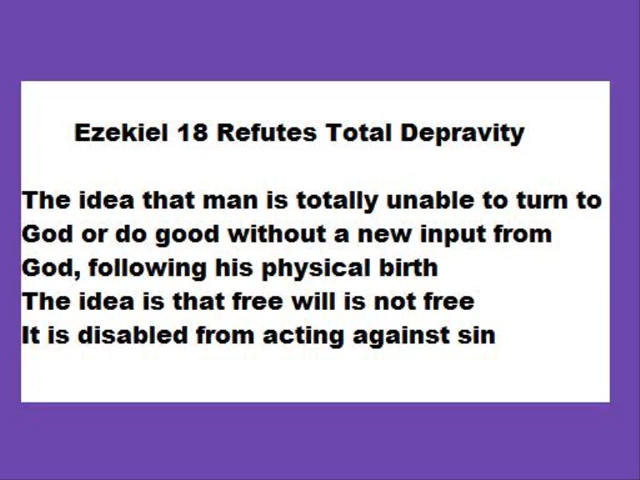 Ezekiel 18 Refutes Total Depravity
The idea that man is totally unable to turn to
God or do good without a new input from
God, following his physical birth
The idea is that free will is not free
It is disabled from acting against sin